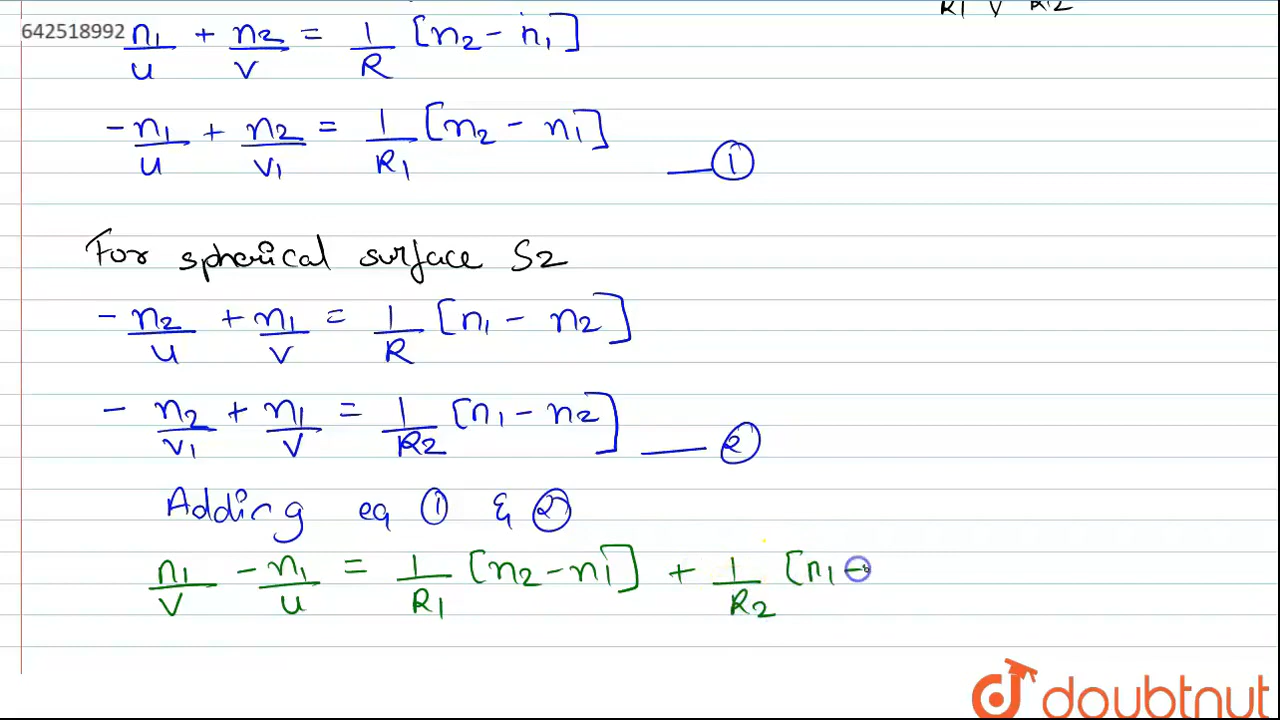 R1 V R2
642518992
n1/u + n2/v = 1/R [n2 - n1]
-n1/u + n2/v1 = 1/R1 [n2 - n1] — ①
For spherical surface S2
-n2/u + n1/v = 1/R [n1 - n2]
- n2/v1 + n1/v = 1/R2 [n1 - n2] — ②
Adding eq ① & ②
n1/v - n1/u = 1/R1 [n2 - n1] + 1/R2 [n1 -
doubtnut